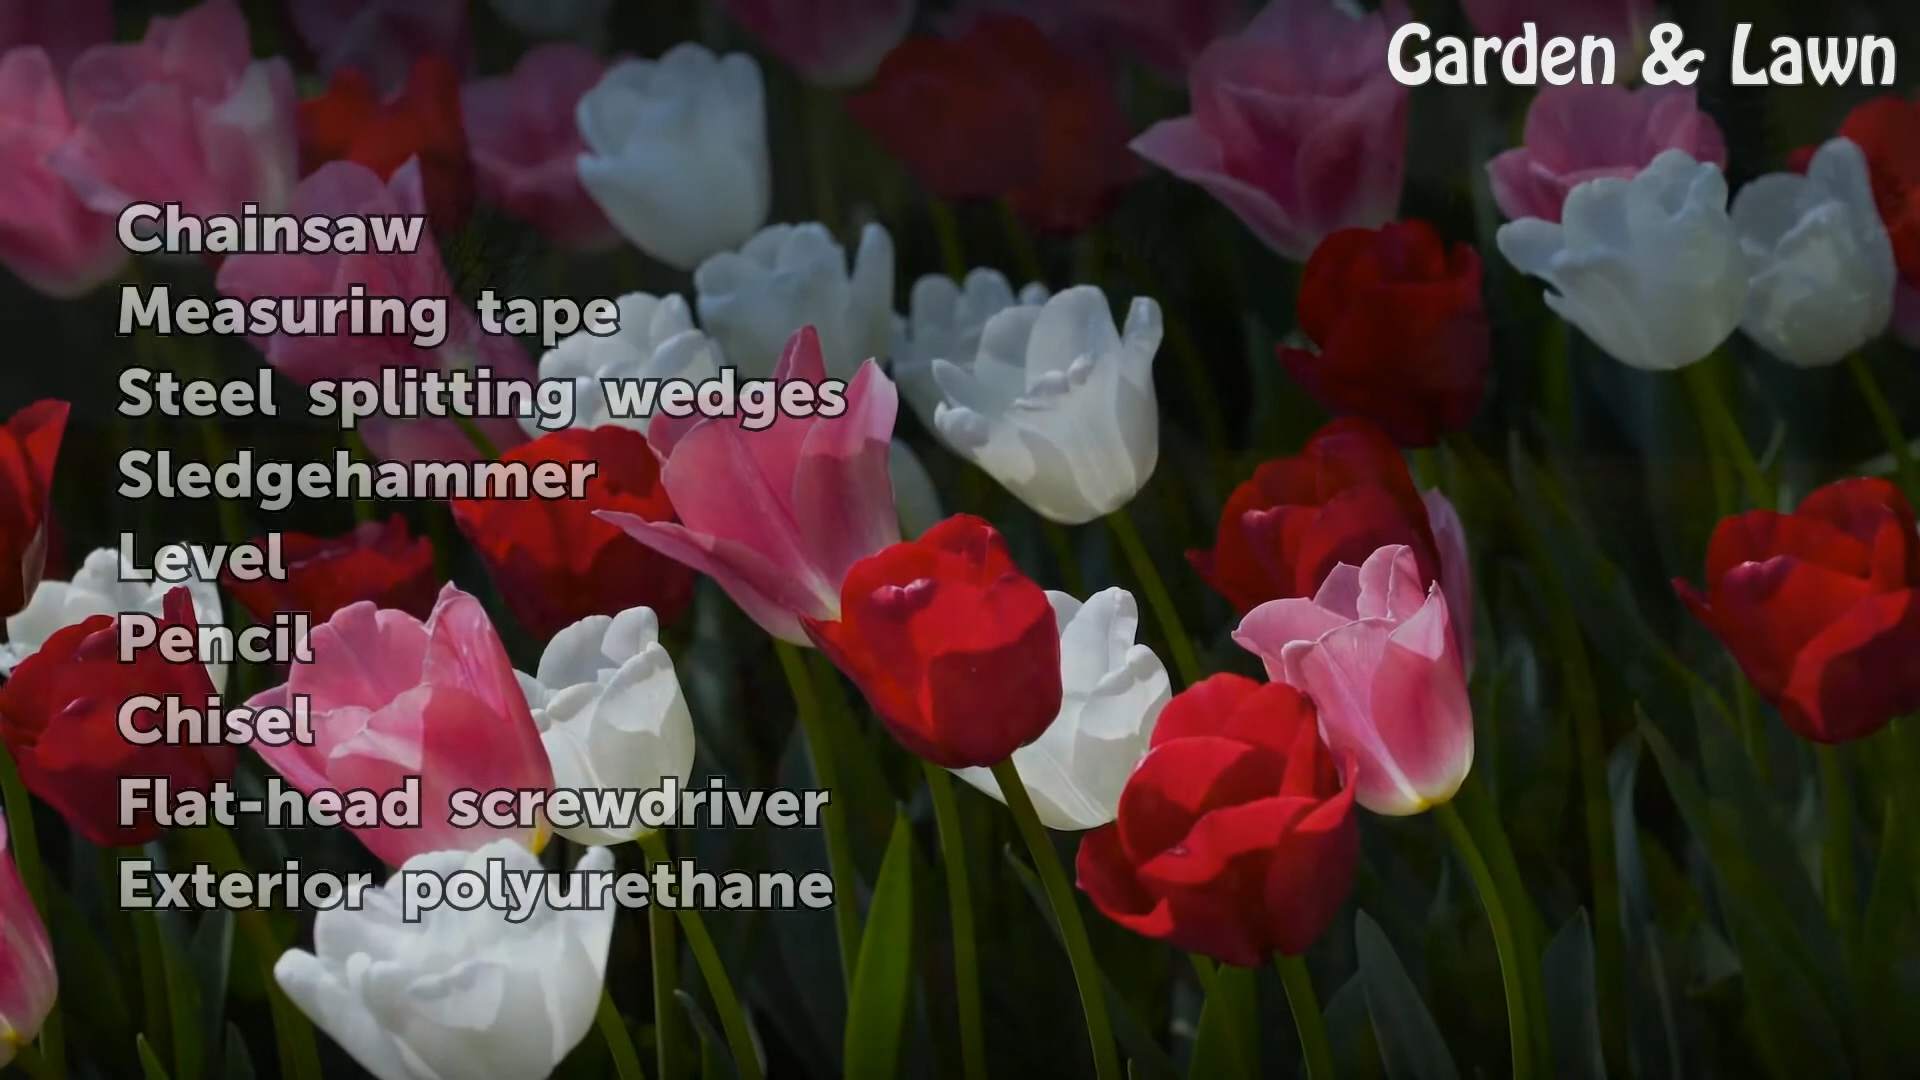 Garden & Lawn
Chainsaw
Measuring tape
Steel splitting wedges
Sledgehammer
Level
Pencil
Chisel
Flat-head screwdriver
Exterior polyurethane